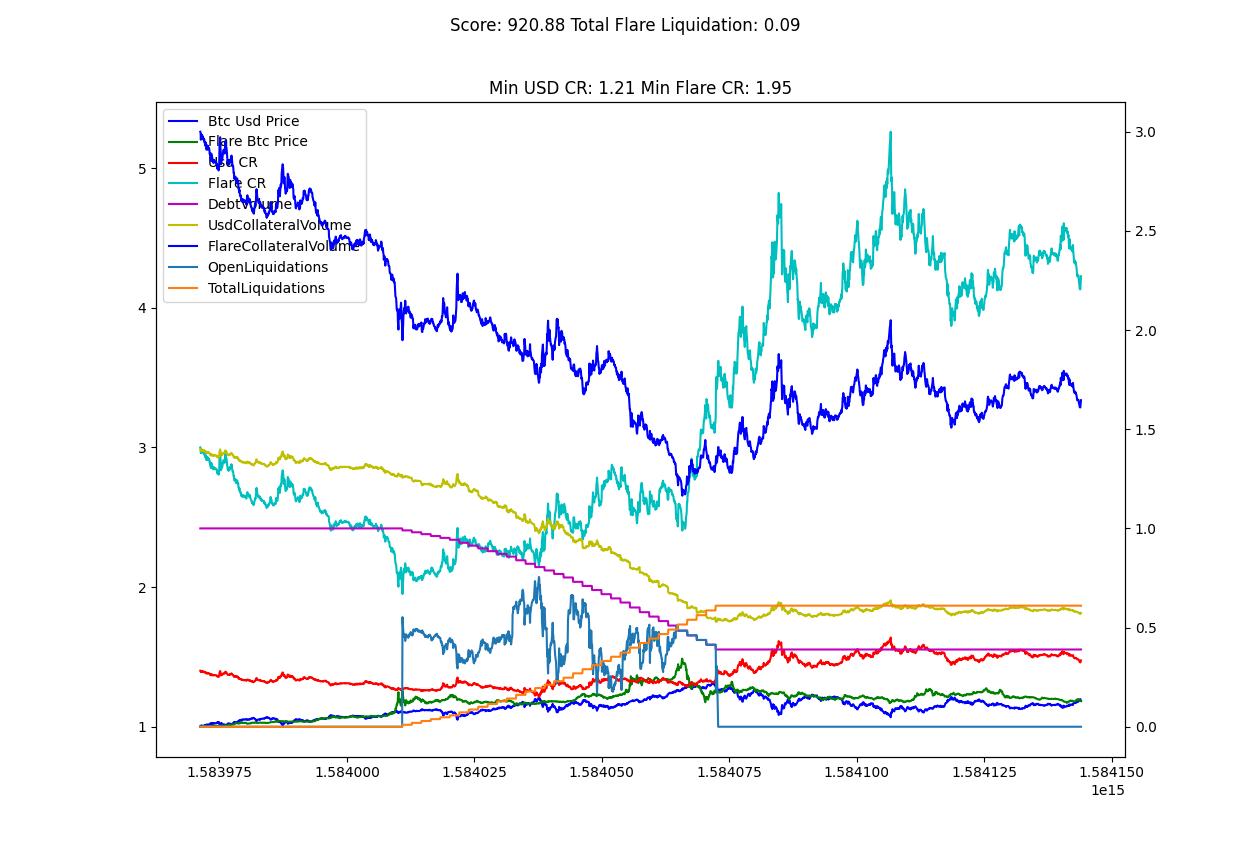 Score: 920.88 Total Flare Liquidation: 0.09
Min USD CR: 1.21 Min Flare CR: 1.95
Btc Usd Price
Flare Btc Price
Usd CR
Flare CR
DebtVolume
UsdCollateralVolume
FlareCollateralVolume
OpenLiquidations
TotalLiquidations
5
4
3
2
1
3.0
2.5
2.0
1.5
1.0
0.5
0.0
1.583975 1.584000 1.584025 1.584050 1.584075 1.584100 1.584125 1.584150
1e15